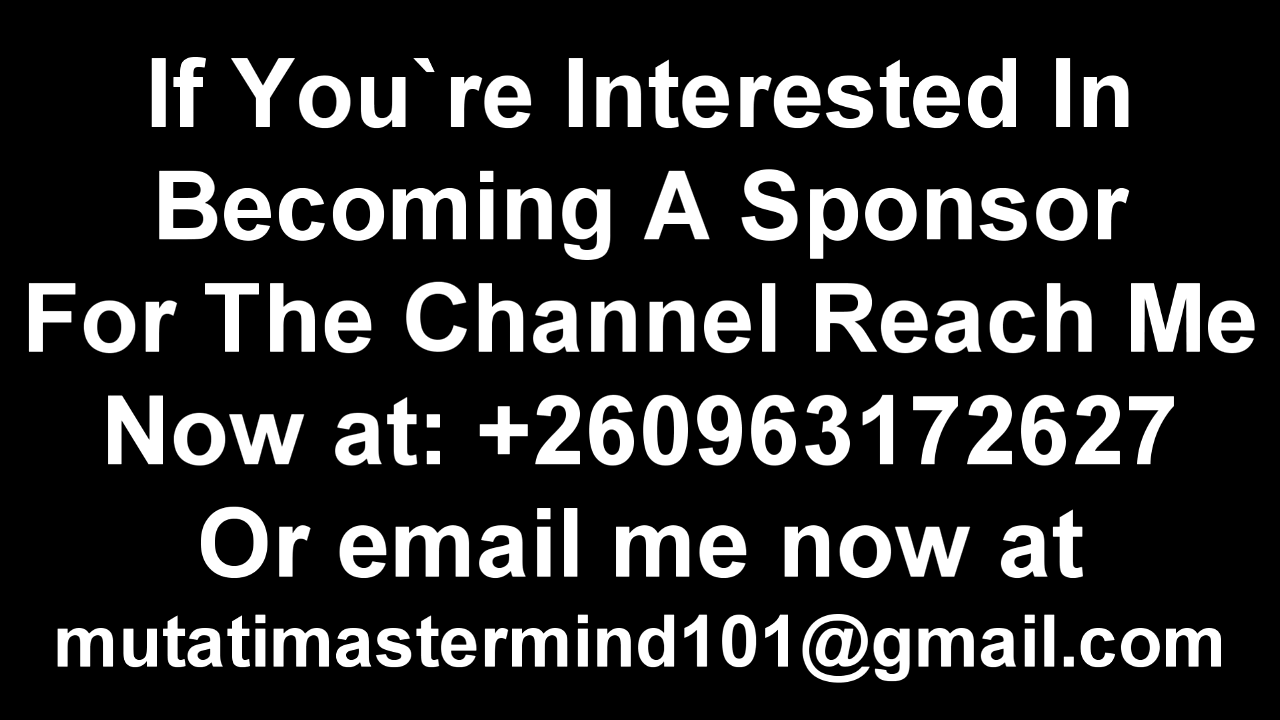 If You`re Interested In
Becoming A Sponsor
For The Channel Reach Me
Now at: +260963172627
Or email me now at
mutatimastermind101@gmail.com